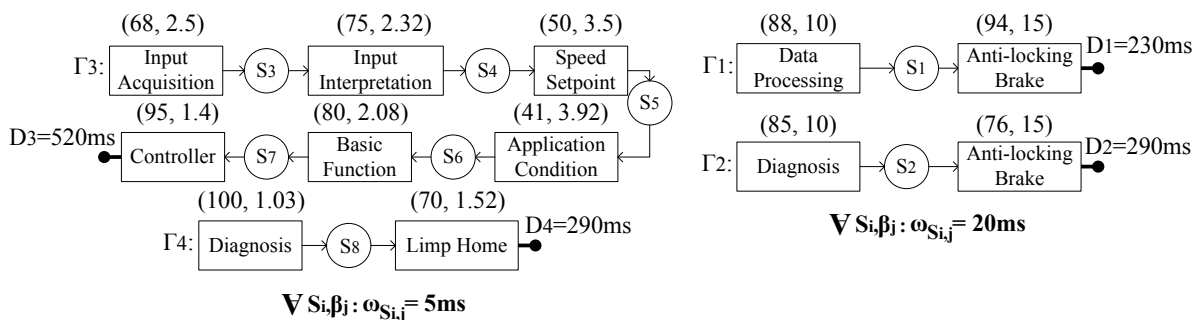 (68, 2.5) (75, 2.32) (50, 3.5)
Γ3: Input Acquisition S3 Input Interpretation S4 Speed Setpoint
S5
(95, 1.4) (80, 2.08) (41, 3.92)
D3=520ms Controller S7 Basic Function S6 Application Condition
(100, 1.03) (70, 1.52)
Γ4: Diagnosis S8 Limp Home D4=290ms
∀ Si,βj : ωSi,j = 5ms
(88, 10) (94, 15)
Γ1: Data Processing S1 Anti-locking Brake D1=230ms
(85, 10) (76, 15)
Γ2: Diagnosis S2 Anti-locking Brake D2=290ms
∀ Si,βj : ωSi,j = 20ms